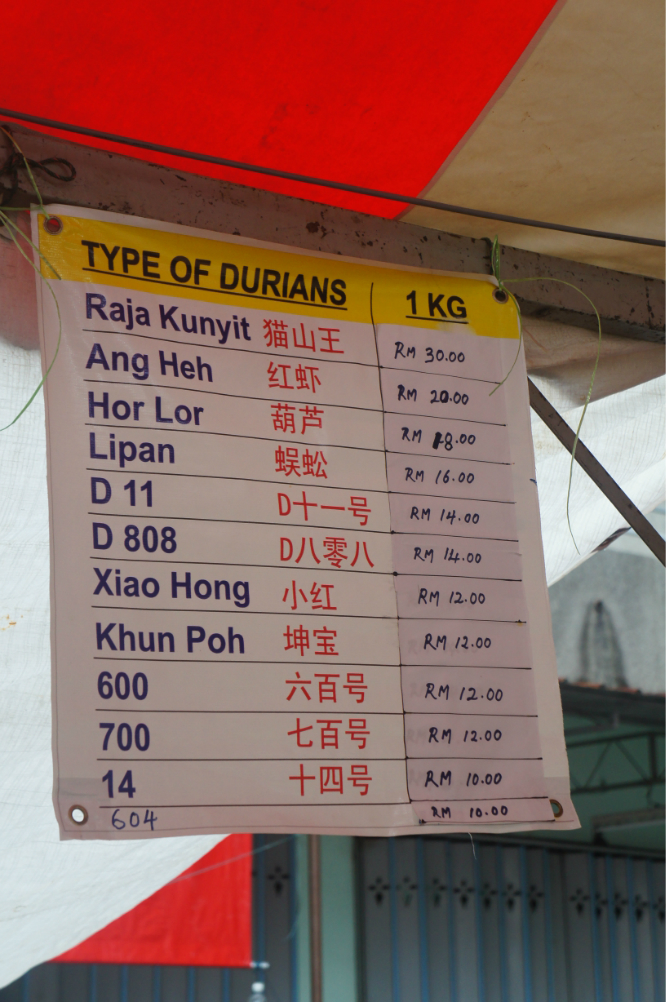 TYPE OF DURIANS 1 KG
Raja Kunyit 猫山王 RM 30.00
Ang Heh 红虾 RM 20.00
Hor Lor 葫芦 RM 18.00
Lipan 蜈蚣 RM 16.00
D 11 D十一号 RM 14.00
D 808 D八零八 RM 14.00
Xiao Hong 小红 RM 12.00
Khun Poh 坤宝 RM 12.00
600 六百号 RM 12.00
700 七百号 RM 12.00
14 十四号 RM 10.00
604 RM 10.00